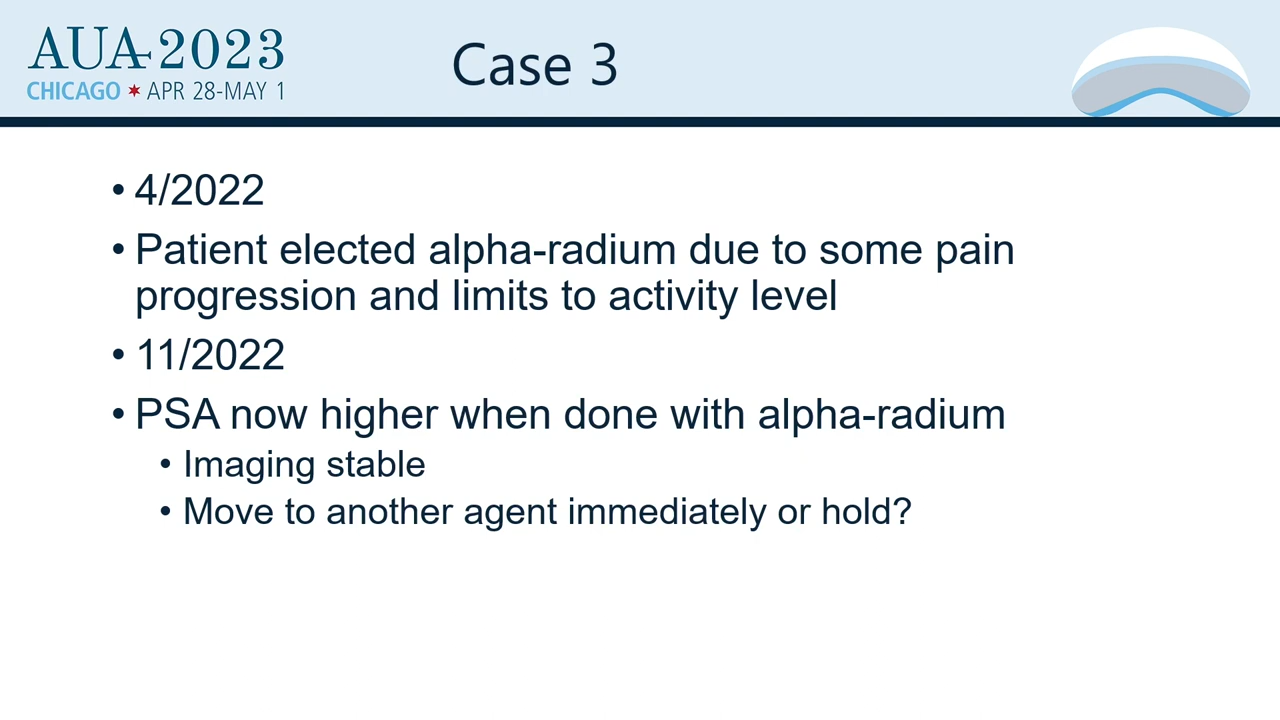 AUA 2023
CHICAGO ★ APR 28-MAY 1
Case 3
• 4/2022
• Patient elected alpha-radium due to some pain
progression and limits to activity level
• 11/2022
• PSA now higher when done with alpha-radium
• Imaging stable
• Move to another agent immediately or hold?